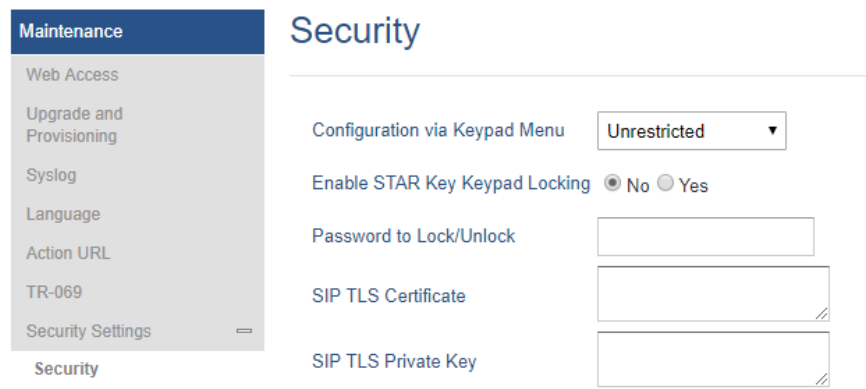 Maintenance
Web Access
Upgrade and
Provisioning
Syslog
Language
Action URL
TR-069
Security Settings
Security
Security
Configuration via Keypad Menu Unrestricted
Enable STAR Key Keypad Locking No Yes
Password to Lock/Unlock
SIP TLS Certificate
SIP TLS Private Key